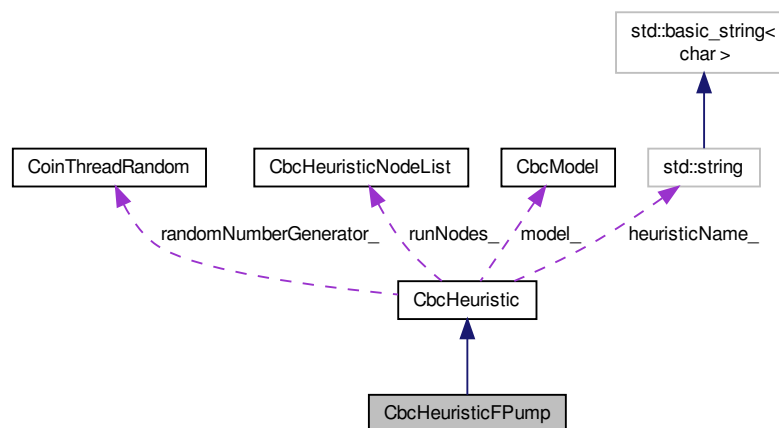 std::basic_string<
char >
CoinThreadRandom
CbcHeuristicNodeList
CbcModel
std::string
randomNumberGenerator_
runNodes_
model_
heuristicName_
CbcHeuristic
CbcHeuristicFPump